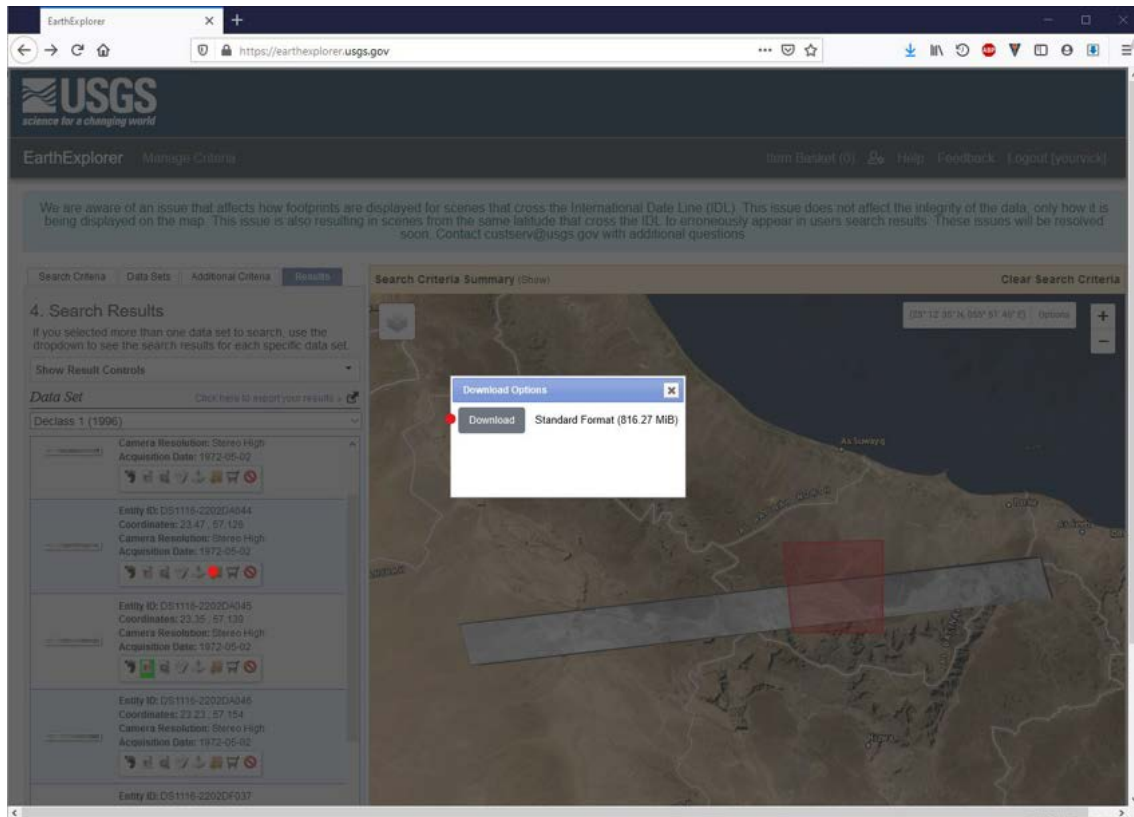 EarthExplorer
https://earthexplorer.usgs.gov
USGS
science for a changing world
EarthExplorer Manage Criteria Item Basket (0) Help Feedback Logout [yourvick]
We are aware of an issue that affects how footprints are displayed for scenes that cross the International Date Line (IDL). This issue does not affect the integrity of the data, only how it is
being displayed on the map. This issue is also resulting in scenes from the same latitude that cross the IDL to erroneously appear in users search results. These issues will be resolved
soon. Contact custserv@usgs.gov with additional questions
Search Criteria Data Sets Additional Criteria Results
4. Search Results
If you selected more than one data set to search, use the
dropdown to see the search results for each specific data set.
Show Result Controls
Data Set Click here to export your results »
Declass 1 (1996)
Camera Resolution: Stereo High
Acquisition Date: 1972-05-02
Entity ID: DS1116-2202DA044
Coordinates: 23.47 , 57.126
Camera Resolution: Stereo High
Acquisition Date: 1972-05-02
Entity ID: DS1116-2202DA045
Coordinates: 23.35 , 57.139
Camera Resolution: Stereo High
Acquisition Date: 1972-05-02
Entity ID: DS1116-2202DA046
Coordinates: 23.23 , 57.154
Camera Resolution: Stereo High
Acquisition Date: 1972-05-02
Entity ID: DS1116-2202DF037
Search Criteria Summary (Show) Clear Search Criteria
Options
Download Options
Download Standard Format (816.27 MiB)
As Suwayq
Nizwa